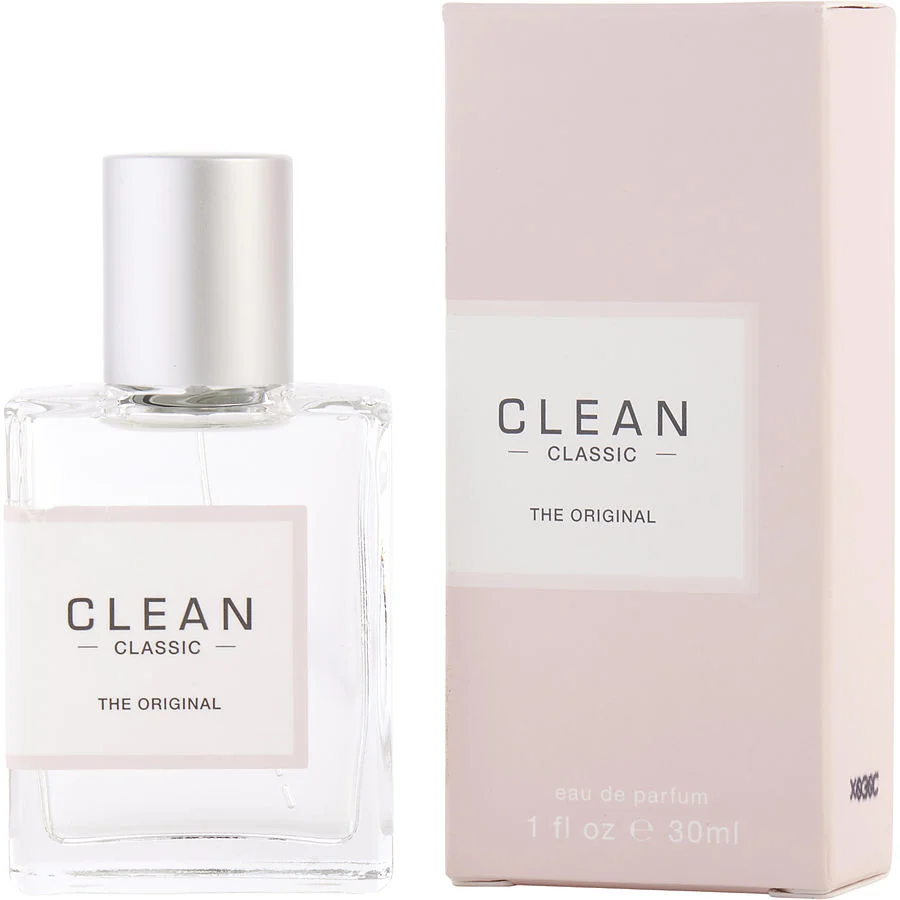 CLEAN
— CLASSIC —
THE ORIGINAL
CLEAN
— CLASSIC —
THE ORIGINAL
eau de parfum
1 fl oz ℮ 30ml